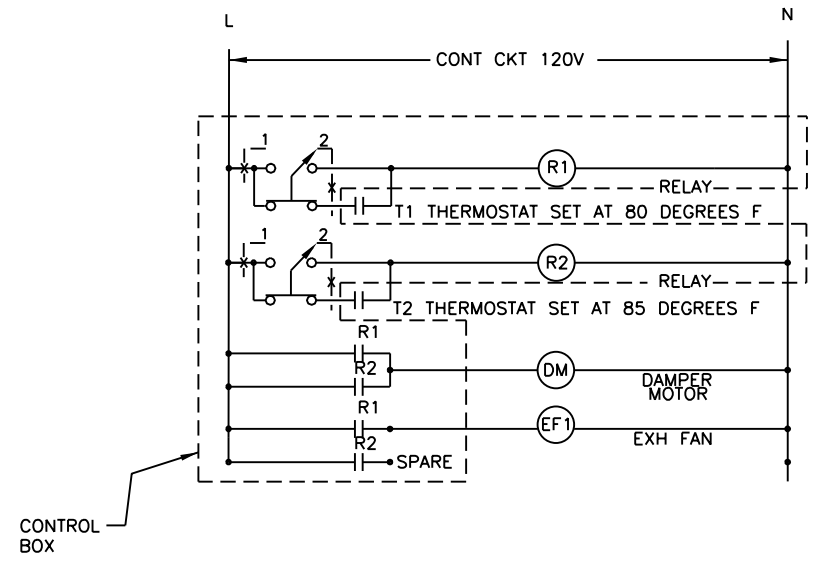 L
N
CONT CKT 120V
1
2
R1
RELAY
T1 THERMOSTAT SET AT 80 DEGREES F
1
2
R2
RELAY
T2 THERMOSTAT SET AT 85 DEGREES F
R1
R2
DM
DAMPER
MOTOR
R1
EF1
R2
EXH FAN
SPARE
CONTROL
BOX